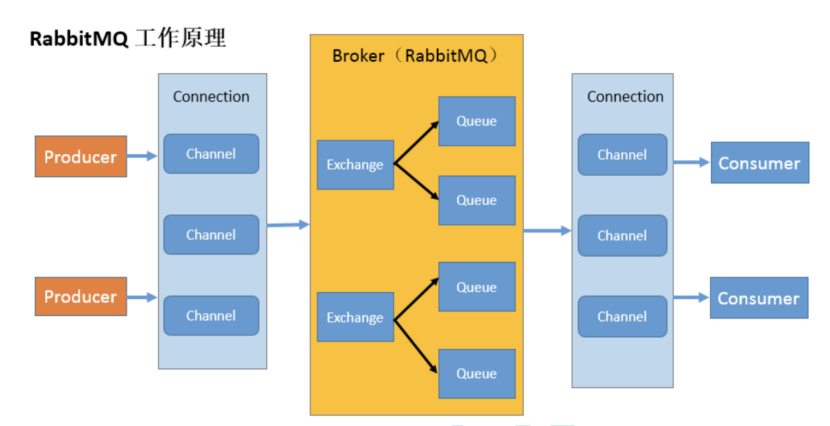 RabbitMQ 工作原理
Broker（RabbitMQ）
Connection
Connection
Producer
Channel
Exchange
Queue
Channel
Consumer
Channel
Queue
Channel
Producer
Channel
Exchange
Queue
Channel
Consumer
Queue